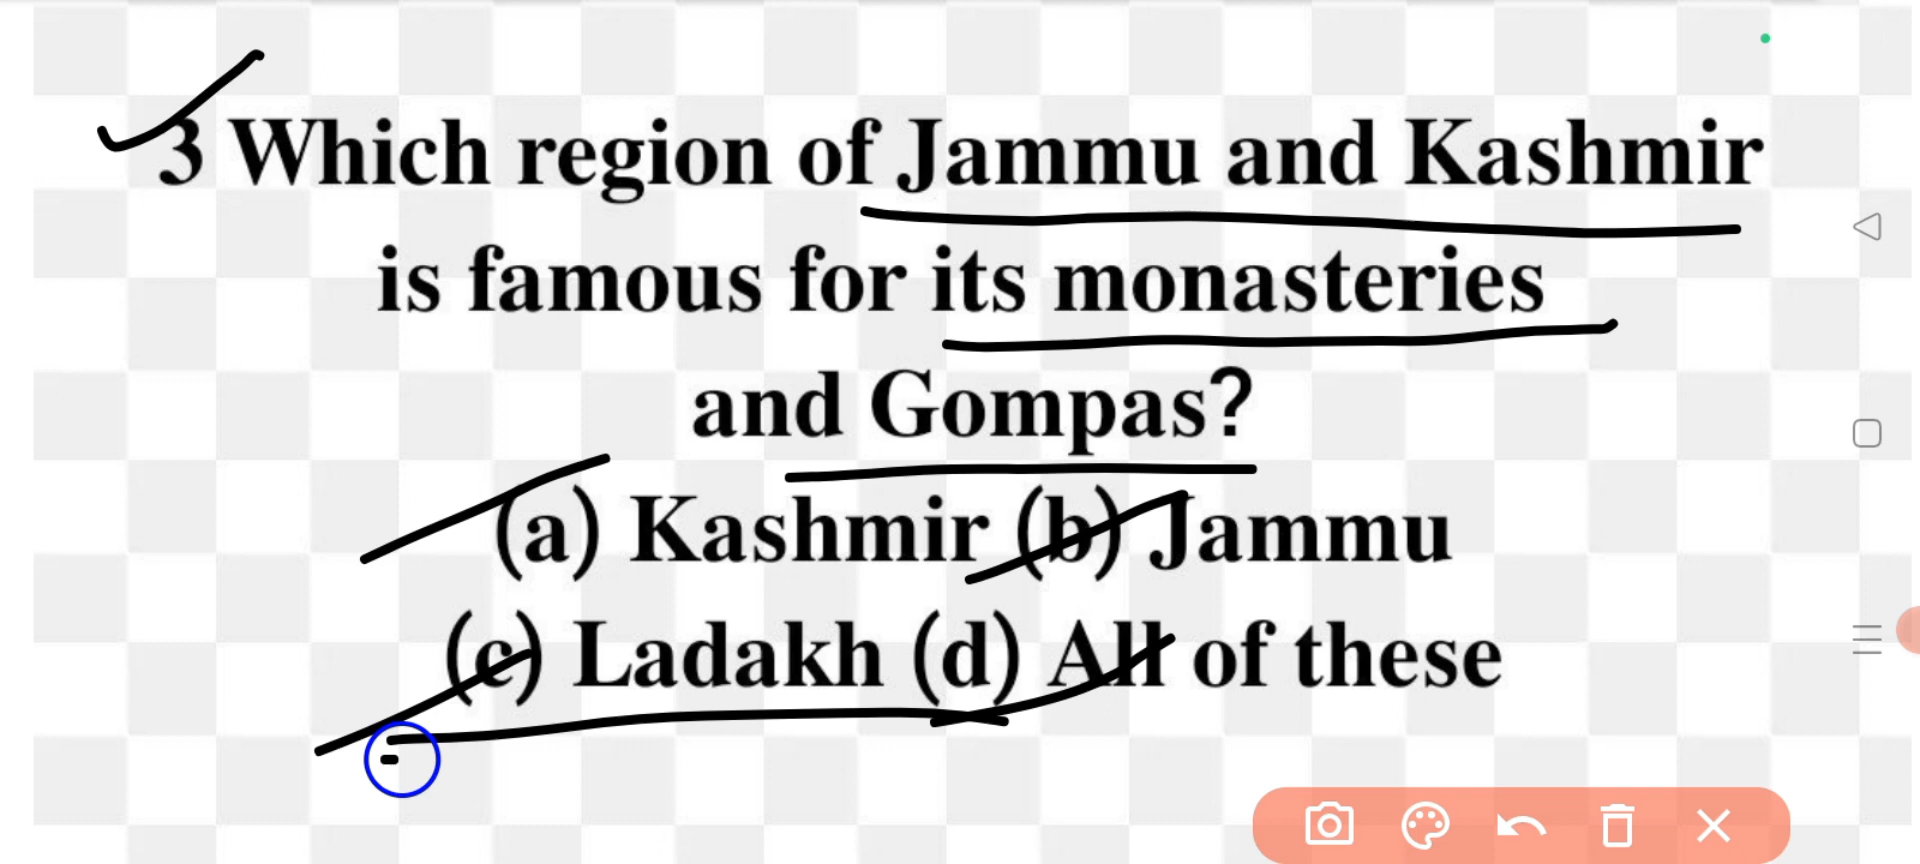 3 Which region of Jammu and Kashmir
is famous for its monasteries
and Gompas?
(a) Kashmir (b) Jammu
(c) Ladakh (d) All of these